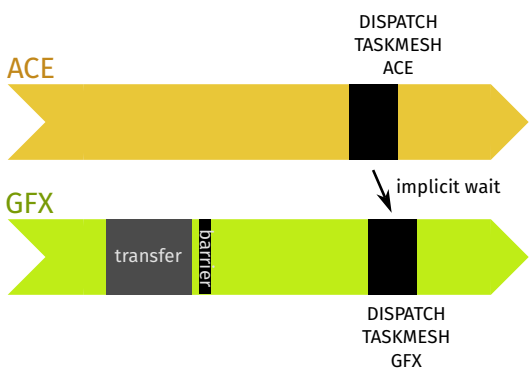 DISPATCH
TASKMESH
ACE
ACE
implicit wait
GFX
transfer
barrier
DISPATCH
TASKMESH
GFX